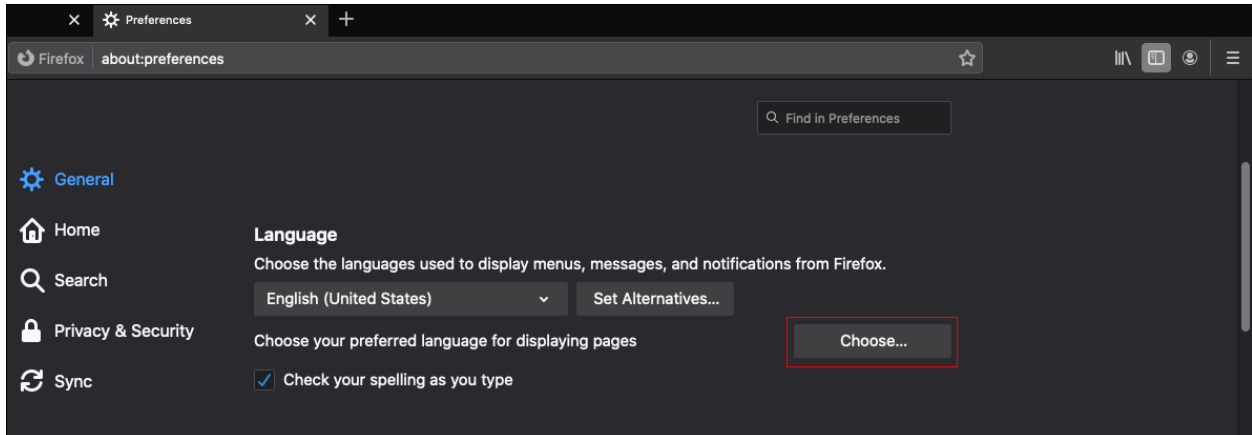 Preferences
Firefox about:preferences
Find in Preferences
General
Home
Search
Privacy & Security
Sync
Language
Choose the languages used to display menus, messages, and notifications from Firefox.
English (United States) Set Alternatives...
Choose your preferred language for displaying pages Choose...
Check your spelling as you type